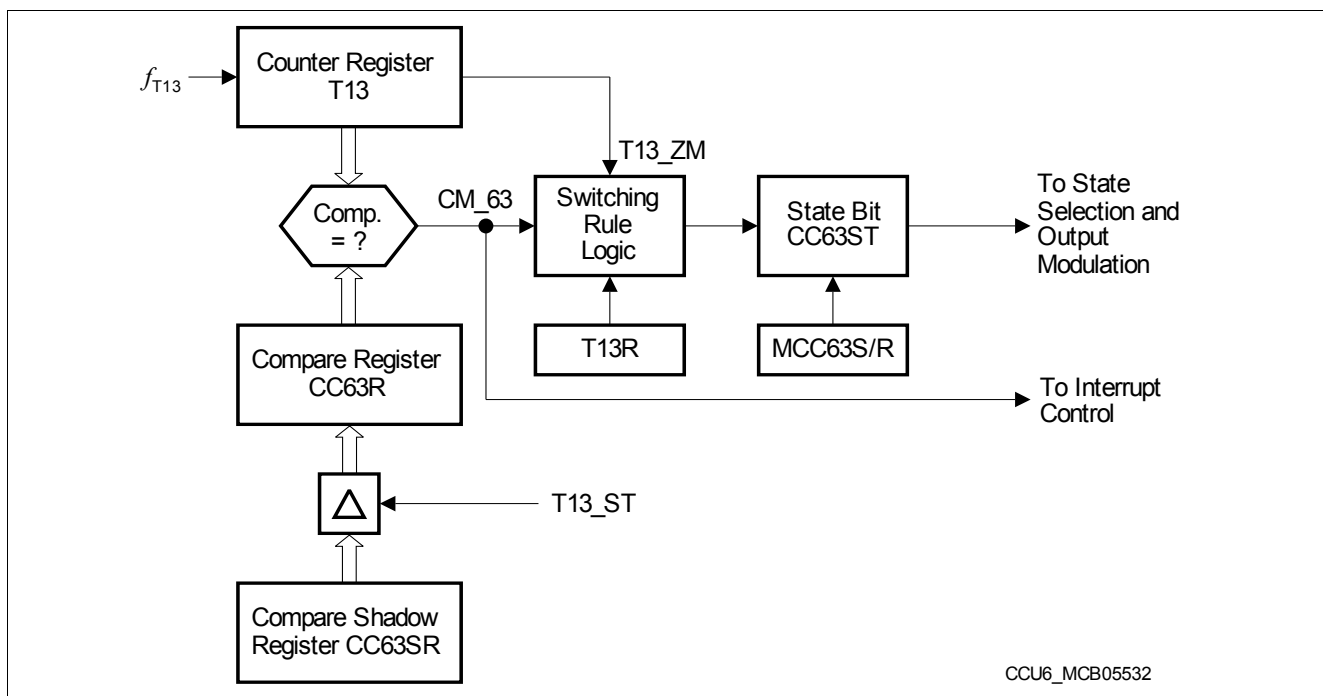 Counter Register
T13
f_T13
T13_ZM
CM_63
Comp.
= ?
Switching
Rule
Logic
State Bit
CC63ST
To State
Selection and
Output
Modulation
T13R
MCC63S/R
Compare Register
CC63R
To Interrupt
Control
T13_ST
Compare Shadow
Register CC63SR
CCU6_MCB05532